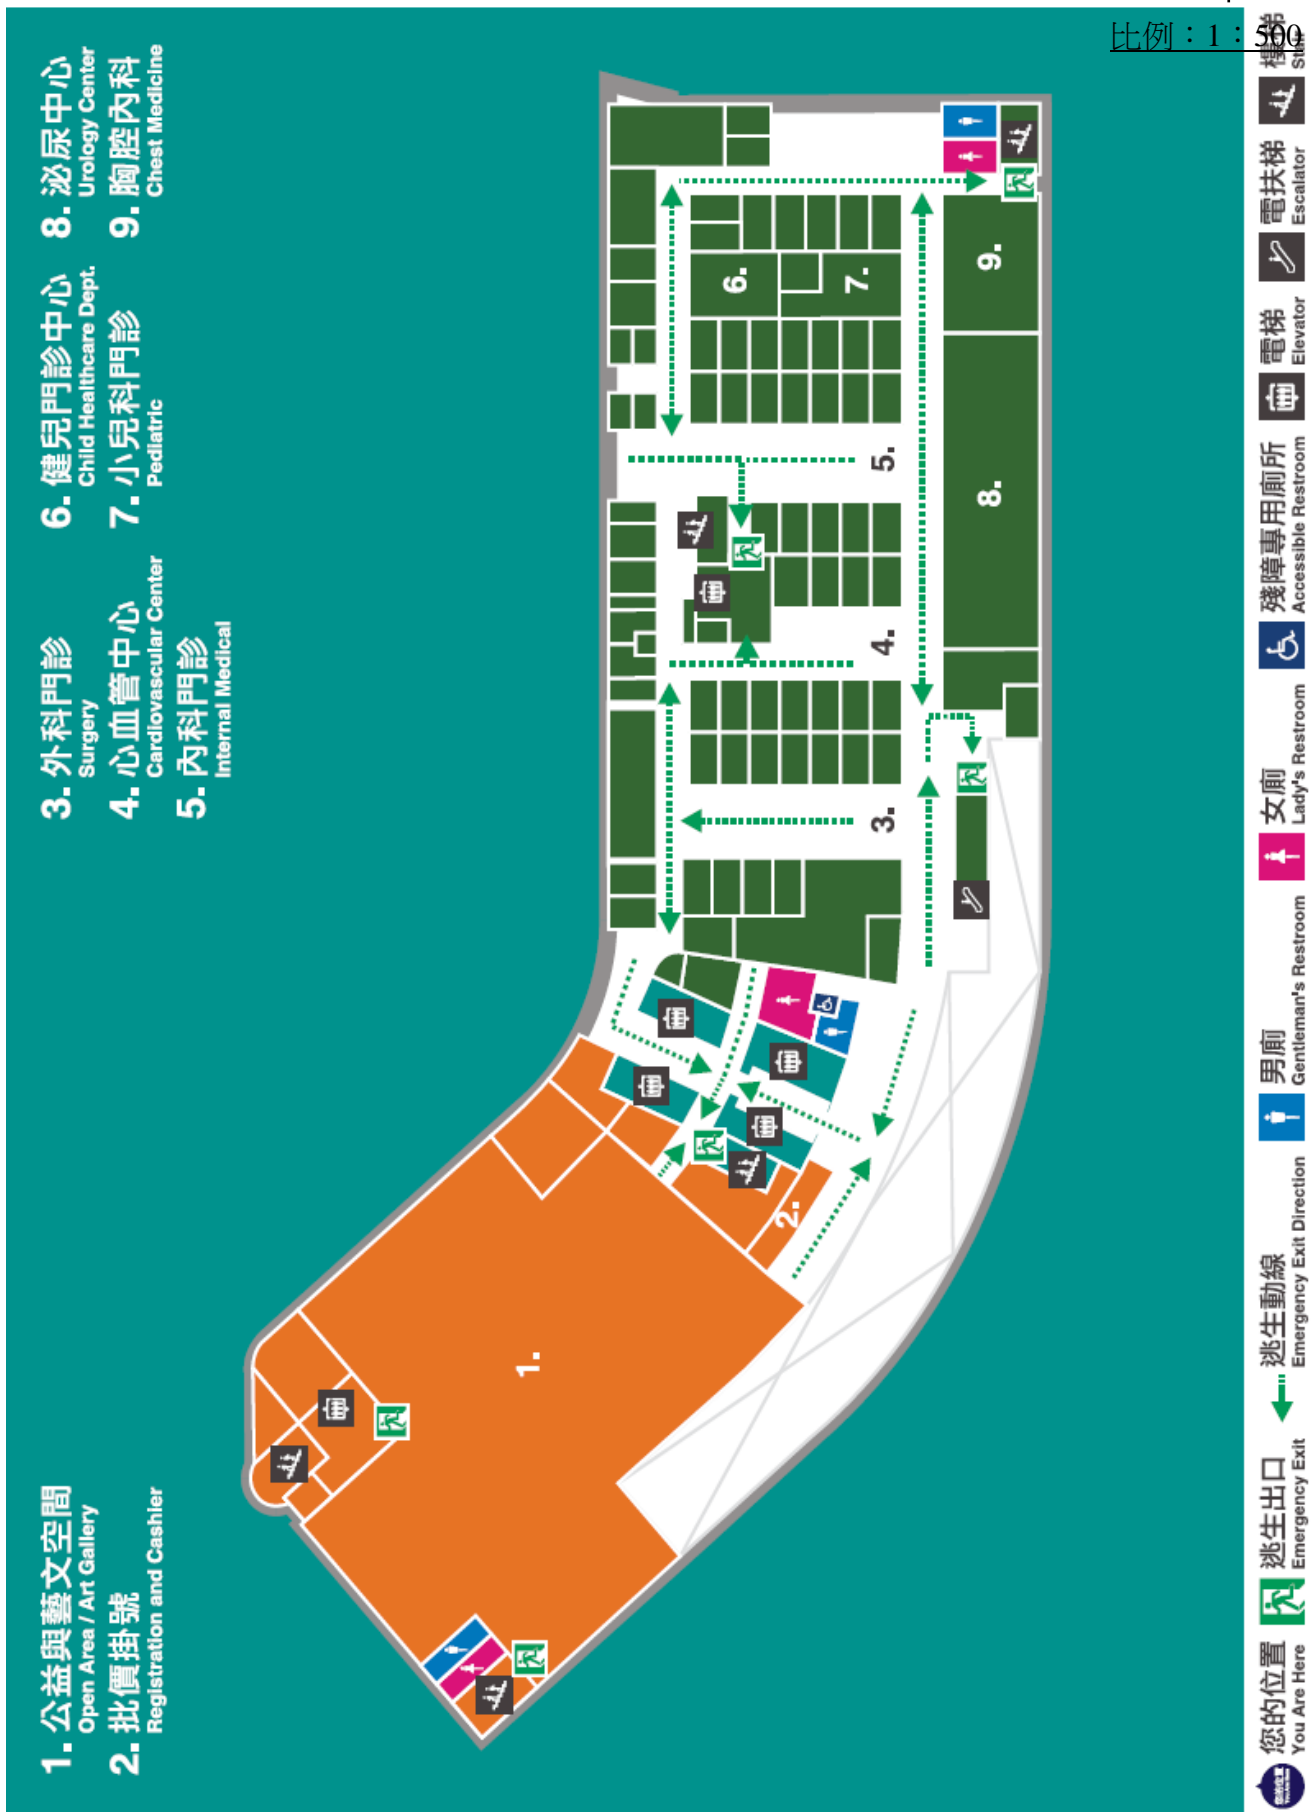 比例：1：500
1. 公益與藝文空間
Open Area / Art Gallery
2. 批價掛號
Registration and Cashier
3. 外科門診
Surgery
4. 心血管中心
Cardiovascular Center
5. 內科門診
Internal Medical
6. 健兒門診中心
Child Healthcare Dept.
7. 小兒科門診
Pediatric
8. 泌尿中心
Urology Center
9. 胸腔內科
Chest Medicine
1.
2.
3.
4.
5.
6.
7.
8.
9.
您的位置
You Are Here
逃生出口
Emergency Exit
逃生動線
Emergency Exit Direction
男廁
Gentleman's Restroom
女廁
Lady's Restroom
殘障專用廁所
Accessible Restroom
電梯
Elevator
電扶梯
Escalator
樓梯
Stair